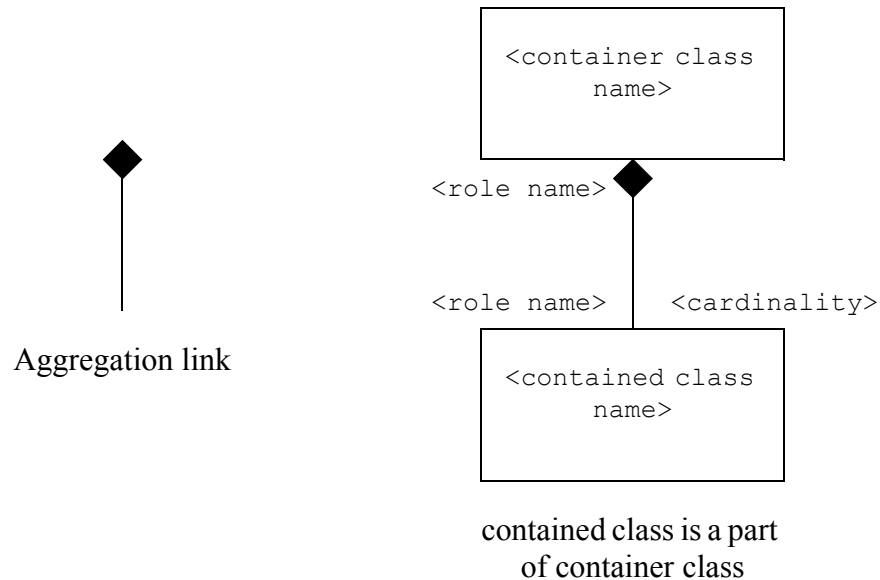 <container class
name>
<role name>
<role name>
<cardinality>
Aggregation link
<contained class
name>
contained class is a part
of container class